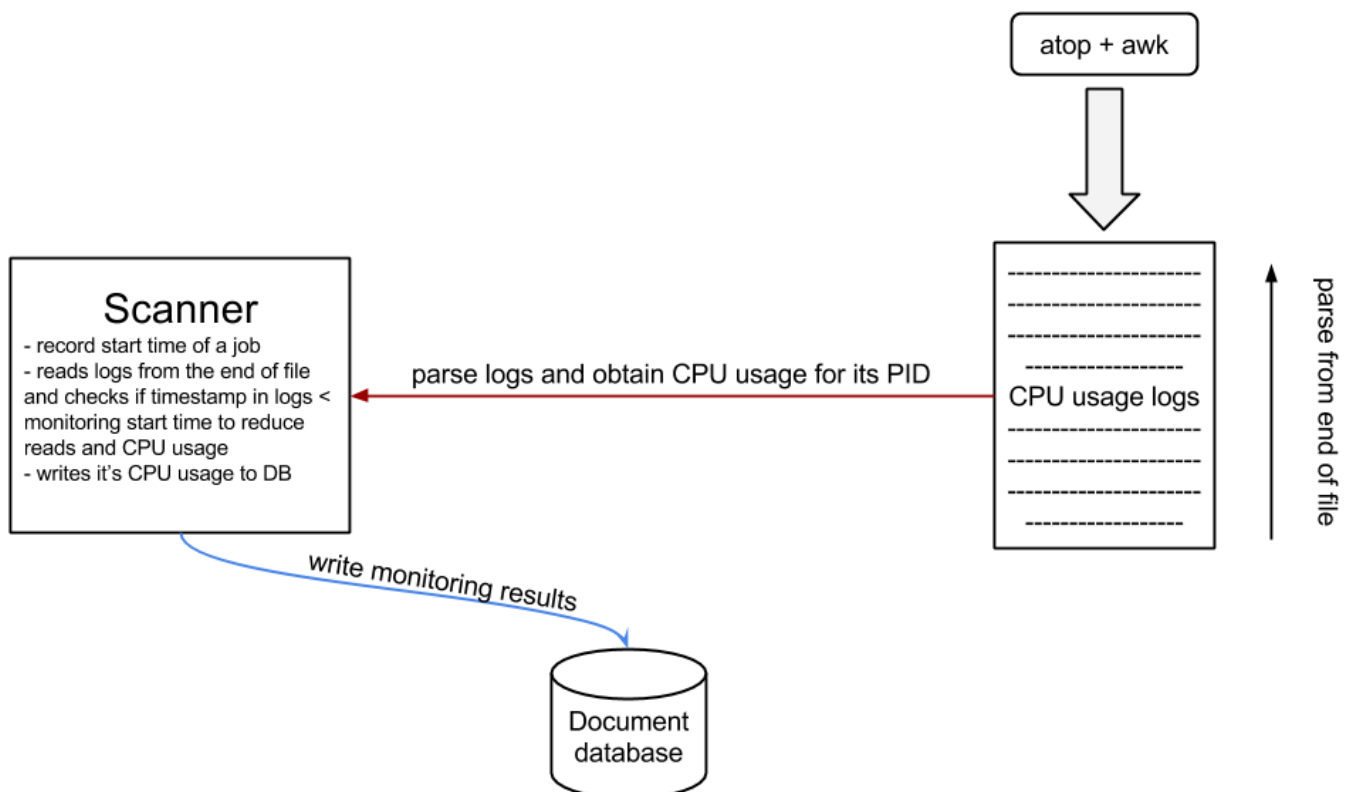 atop + awk
Scanner
- record start time of a job
- reads logs from the end of file
and checks if timestamp in logs <
monitoring start time to reduce
reads and CPU usage
- writes it's CPU usage to DB
parse logs and obtain CPU usage for its PID
CPU usage logs
parse from end of file
write monitoring results
Document
database